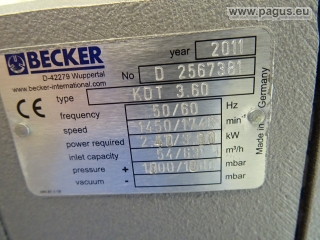 www.pagus.eu
BECKER
year 2011
D-42279 Wuppertal
www.becker-international.com
No D 2567381
CE type KDT 3.60
frequency 50/60 Hz
speed min⁻¹
power required kW
inlet capacity m³/h
pressure + mbar
vacuum - mbar
Made in Germany